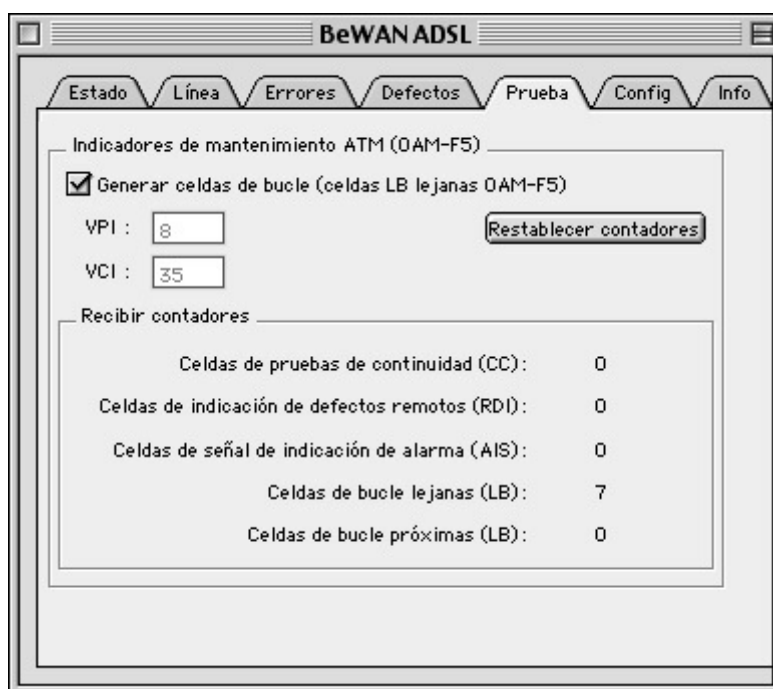 BeWAN ADSL
Estado Línea Errores Defectos Prueba Config Info
Indicadores de mantenimiento ATM (OAM-F5)
Generar celdas de bucle (celdas LB lejanas OAM-F5)
VPI : 8 Restablecer contadores
VCI : 35
Recibir contadores
Celdas de pruebas de continuidad (CC): 0
Celdas de indicación de defectos remotos (RDI): 0
Celdas de señal de indicación de alarma (AIS): 0
Celdas de bucle lejanas (LB): 7
Celdas de bucle próximas (LB): 0